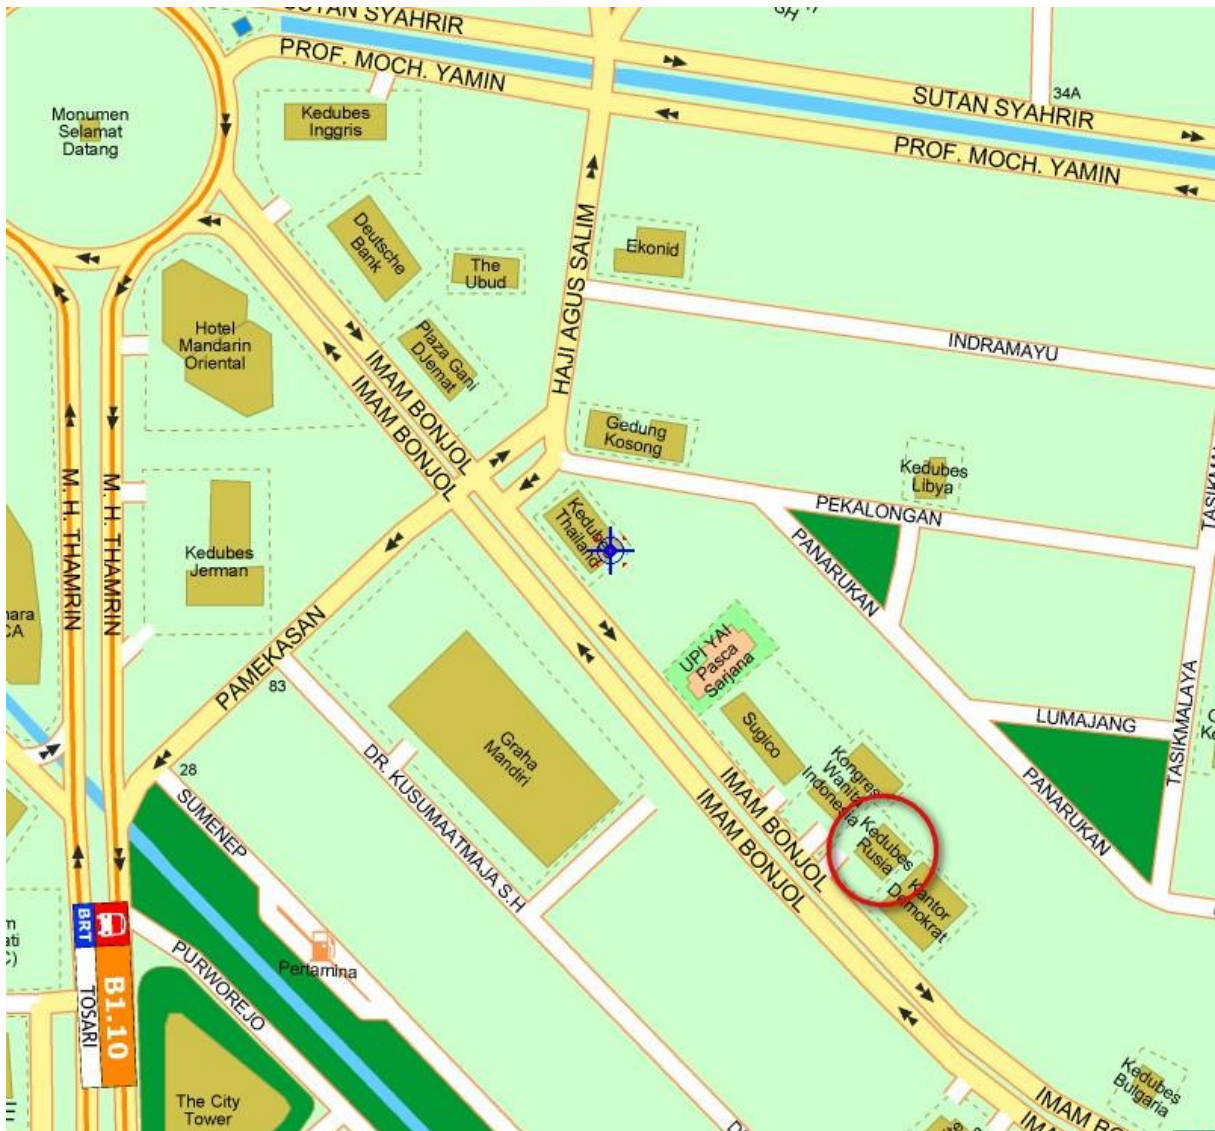 SUTAN SYAHRIR
SH
PROF. MOCH. YAMIN
34A
SUTAN SYAHRIR
PROF. MOCH. YAMIN
Monumen
Selamat
Datang
Kedubes
Inggris
Deutsche
Bank
The
Ubud
Ekonid
HAJI AGUS SALIM
INDRAMAYU
Hotel
Mandarin
Oriental
Plaza Gani
DJemat
IMAM BONJOL
IMAM BONJOL
Gedung
Kosong
Kedubes
Libya
PEKALONGAN
PANARUKAN
M. H. THAMRIN
M. H. THAMRIN
Kedubes
Jerman
Kedubes
Thailand
UPI YAI
Pasca
Sarjana
PAMEKASAN
83
28
Graha
Mandiri
Sugico
Kongres
Wanita
Indonesia
LUMAJANG
TASIKMALAYA
PANARUKAN
DR. KUSUMAATMAJA S.H
SUMENEP
IMAM BONJOL
IMAM BONJOL
Kedubes
Rusia
Kantor
Demokrat
BRT
TOSARI
B1.10
PURWOREJO
Pertamina
The City
Tower
Kedubes
Bulgaria
IMAM BONJOL